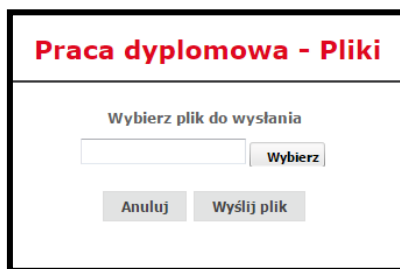 Praca dyplomowa - Pliki
Wybierz plik do wysłania
Wybierz
Anuluj Wyślij plik